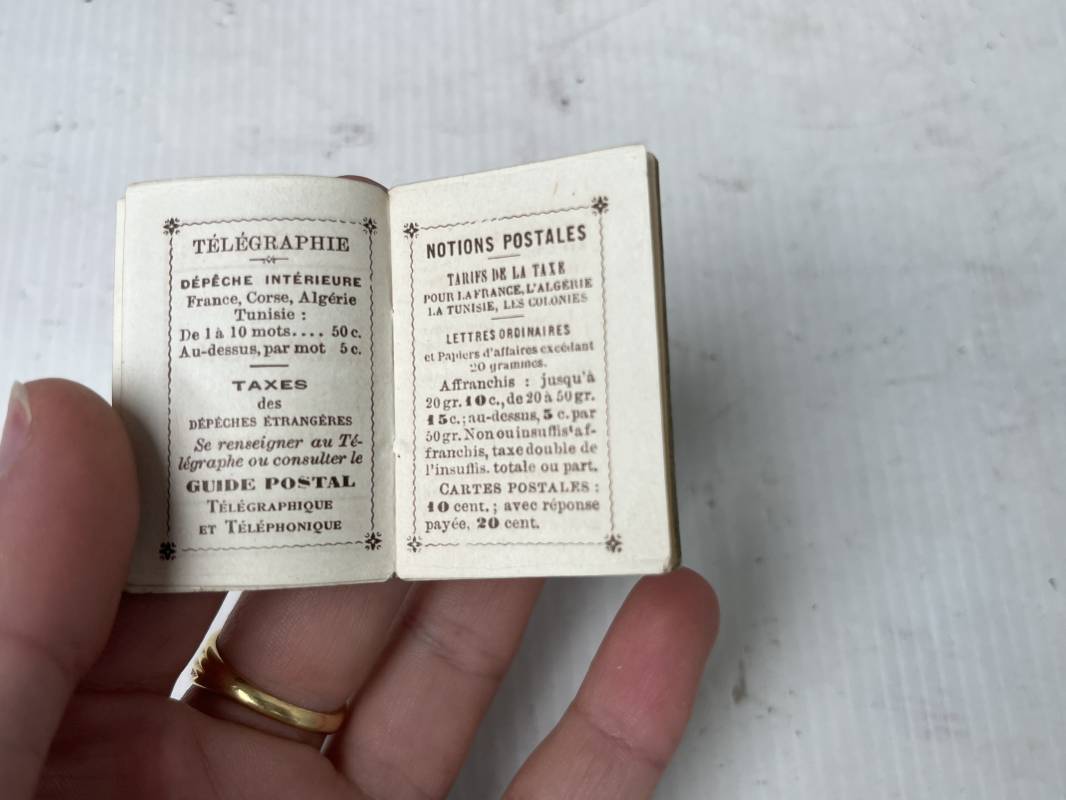 TÉLÉGRAPHIE
DÉPÊCHE INTÉRIEURE
France, Corse, Algérie
Tunisie :
De 1 à 10 mots.... 50 c.
Au-dessus, par mot 5 c.
TAXES
des
DÉPÊCHES ÉTRANGÈRES
Se renseigner au Té-
légraphe ou consulter le
GUIDE POSTAL
TÉLÉGRAPHIQUE
ET TÉLÉPHONIQUE
NOTIONS POSTALES
TARIFS DE LA TAXE
POUR LA FRANCE, L'ALGÉRIE
LA TUNISIE, LES COLONIES
LETTRES ORDINAIRES
et Papiers d'affaires excédant
20 grammes.
Affranchis : jusqu'à
20 gr. 10 c., de 20 à 50 gr.
15 c.; au-dessus, 5 c. par
50 gr. Non ou insuffis' af-
franchis, taxe double de
l'insuffis. totale ou part.
CARTES POSTALES :
10 cent. ; avec réponse
payée, 20 cent.